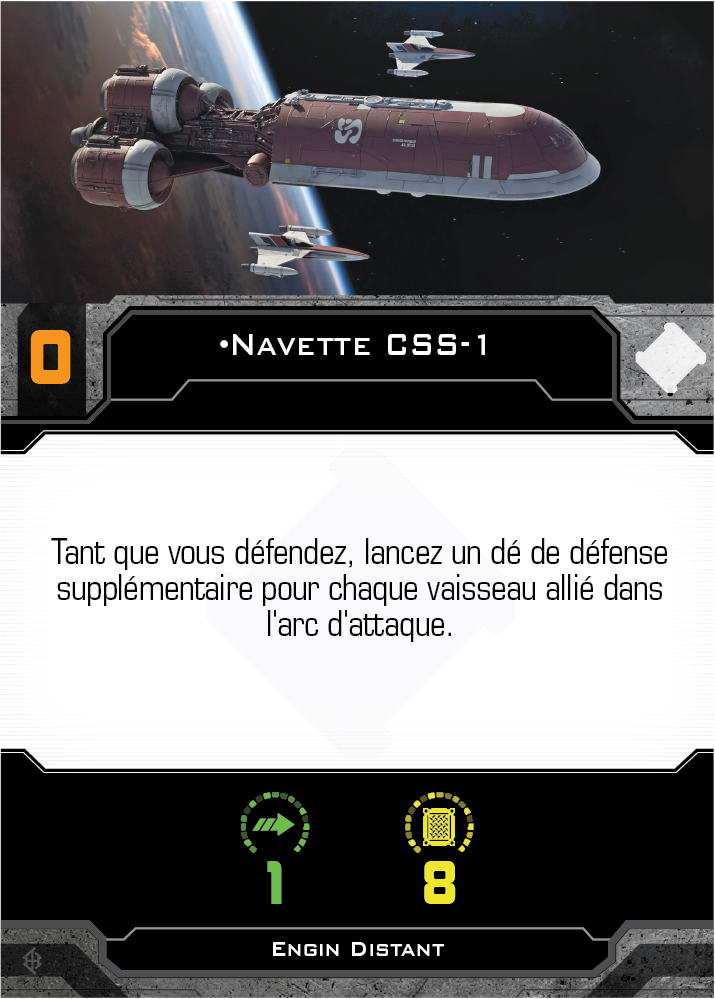 0
•Navette CSS-1
Tant que vous défendez, lancez un dé de défense
supplémentaire pour chaque vaisseau allié dans
l'arc d'attaque.
1
8
Engin Distant